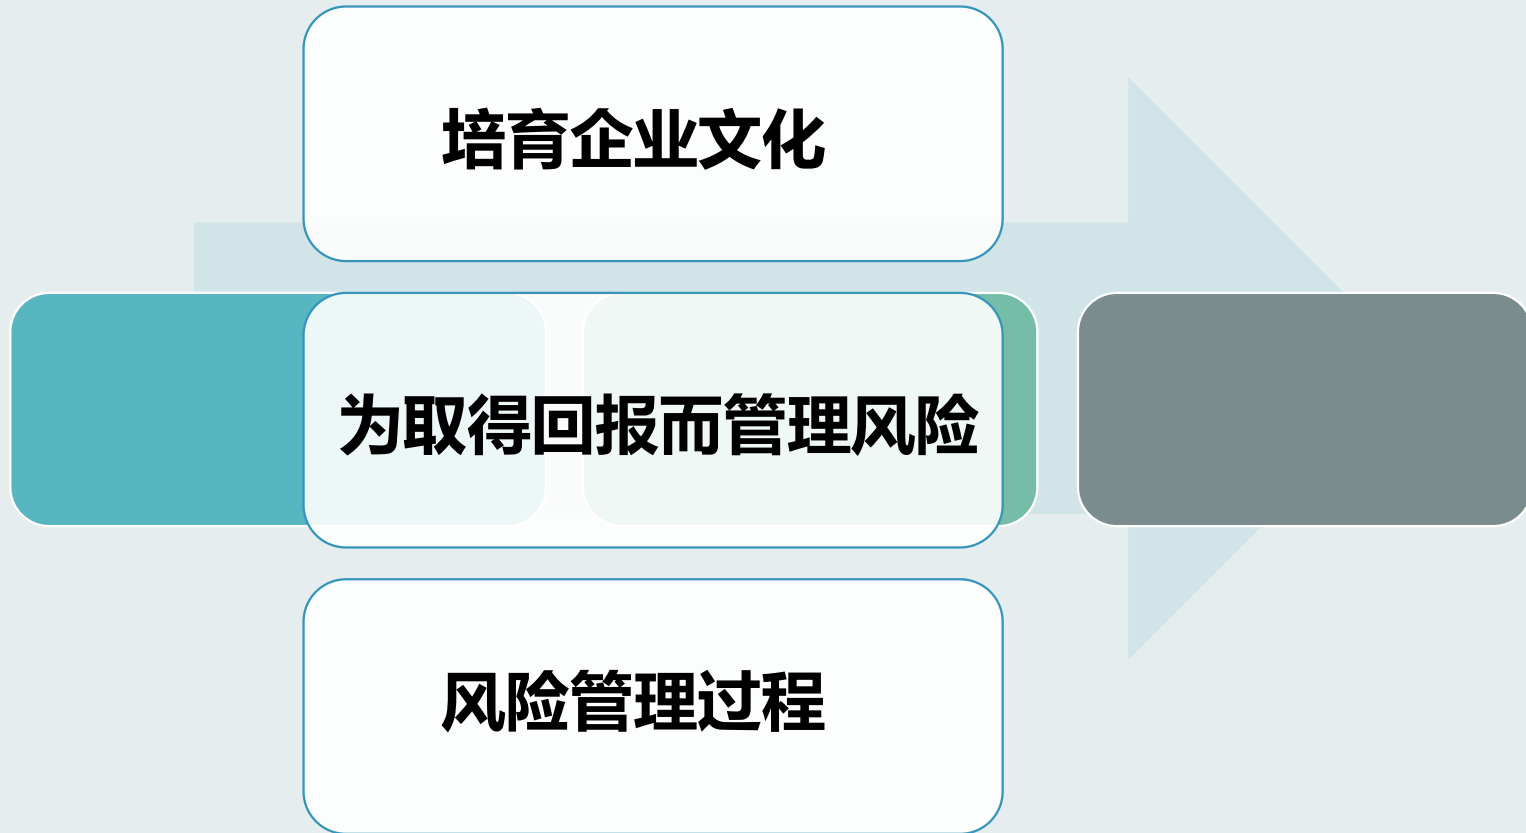 培育企业文化
为取得回报而管理风险
风险管理过程